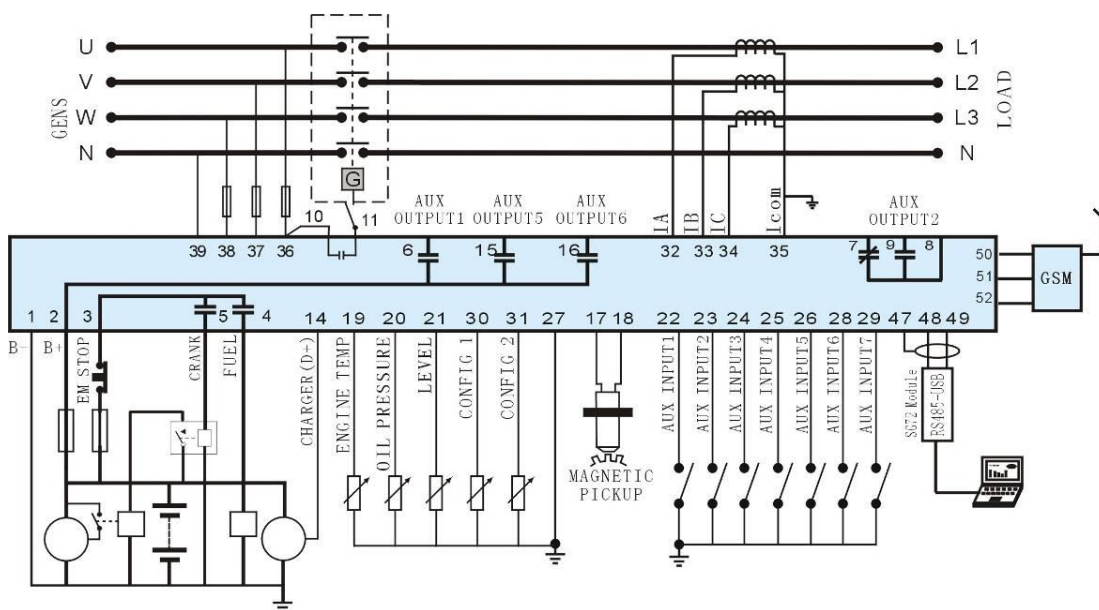 U
V
W
N
GENS
L1
L2
L3
N
LOAD
G
10
11
AUX
OUTPUT1
AUX
OUTPUT5
AUX
OUTPUT6
IA
IB
IC
Icom
AUX
OUTPUT2
39
38
37
36
6
15
16
32
33
34
35
7
9
8
50
51
52
GSM
1
2
3
5
4
14
19
20
21
30
31
27
17
18
22
23
24
25
26
28
29
47
48
49
B-
B+
EM STOP
CRANK
FUEL
CHARGER(D+)
ENGINE TEMP
OIL PRESSURE
LEVEL
CONFIG 1
CONFIG 2
MAGNETIC
PICKUP
AUX INPUT1
AUX INPUT2
AUX INPUT3
AUX INPUT4
AUX INPUT5
AUX INPUT6
AUX INPUT7
SG72 Module
RS485-USB